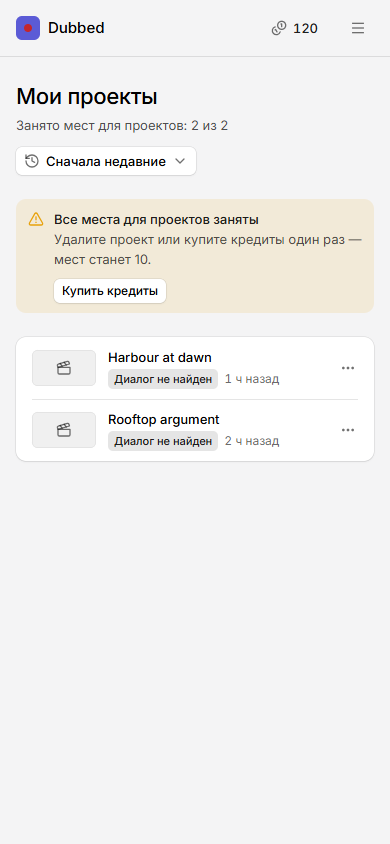 Dubbed
120
Мои проекты
Занято мест для проектов: 2 из 2
Сначала недавние
Все места для проектов заняты
Удалите проект или купите кредиты один раз —
мест станет 10.
Купить кредиты
Harbour at dawn
Диалог не найден 1 ч назад
Rooftop argument
Диалог не найден 2 ч назад